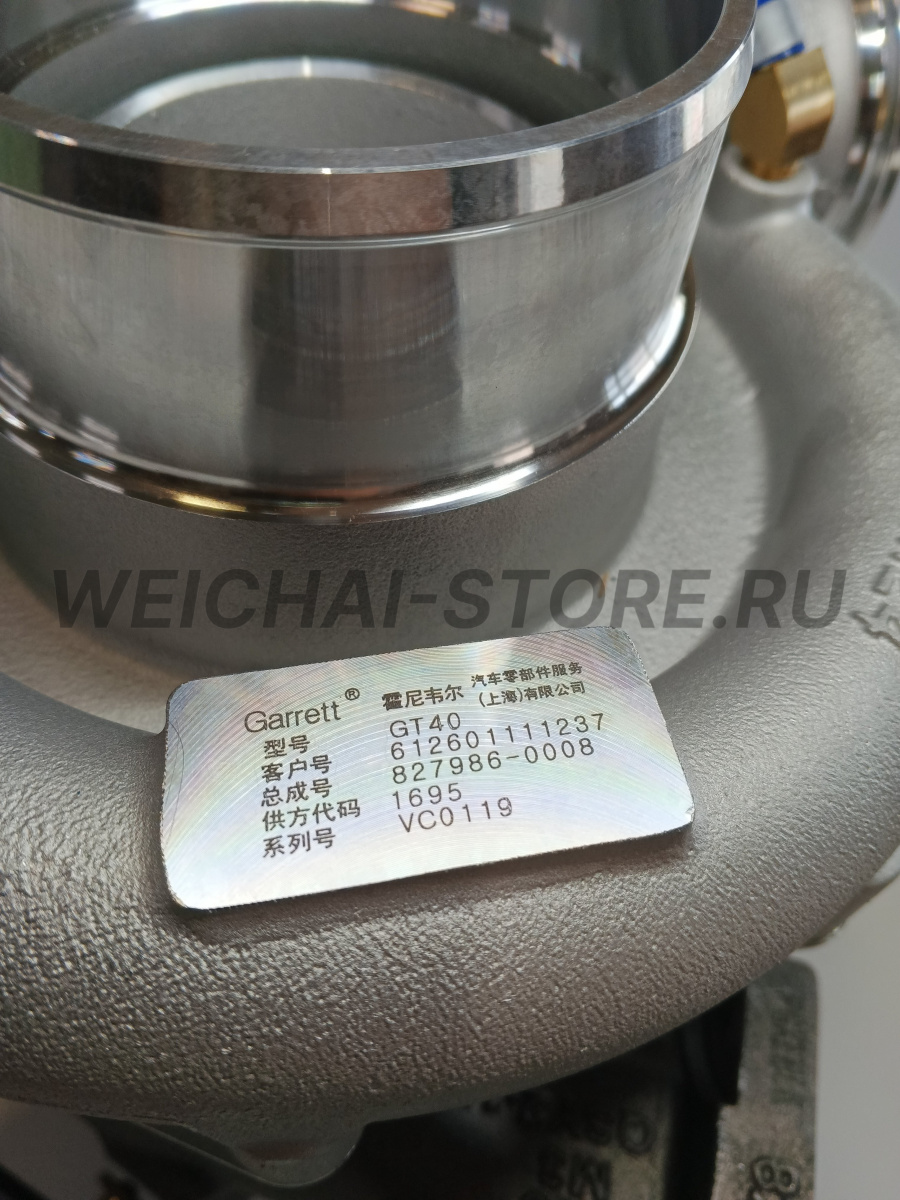 WEICHAI-STORE.RU
Garrett® 霍尼韦尔 汽车零部件服务
(上海)有限公司
型号 GT40
客户号 612601111237
总成号 827986-0008
供方代码 1695
系列号 VC0119